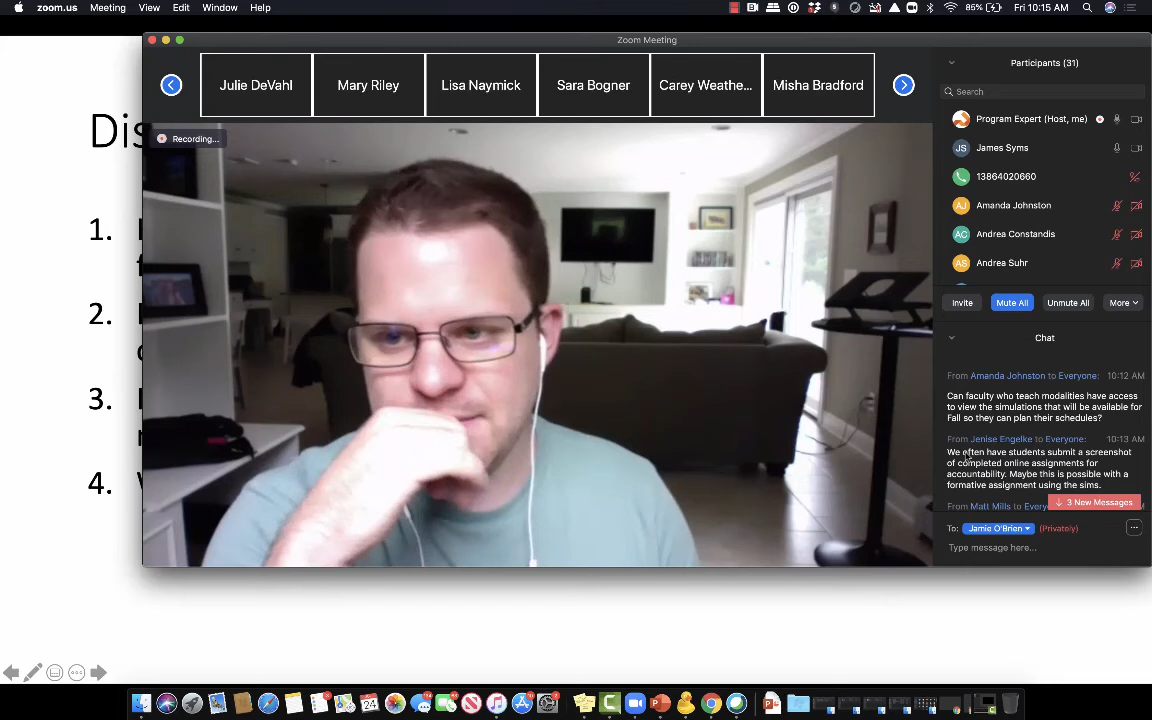 zoom.us Meeting View Edit Window Help
85% Fri 10:15 AM
Zoom Meeting
Julie DeVahl Mary Riley Lisa Naymick Sara Bogner Carey Weathe... Misha Bradford
Participants (31)
Recording...
Search
Program Expert (Host, me)
JS James Syms
13864020660
AJ Amanda Johnston
AC Andrea Constandis
AS Andrea Suhr
Invite Mute All Unmute All More
Chat
From Amanda Johnston to Everyone: 10:12 AM
Can faculty who teach modalities have access
to view the simulations that will be available for
Fall so they can plan their schedules?
From Jenise Engelke to Everyone: 10:13 AM
We often have students submit a screenshot
of completed online assignments for
accountability. Maybe this is possible with a
formative assignment using the sims.
From Matt Mills to Everyo
3 New Messages
To: Jamie O'Brien (Privately)
Type message here...
Dis
1.
2.
3.
4.